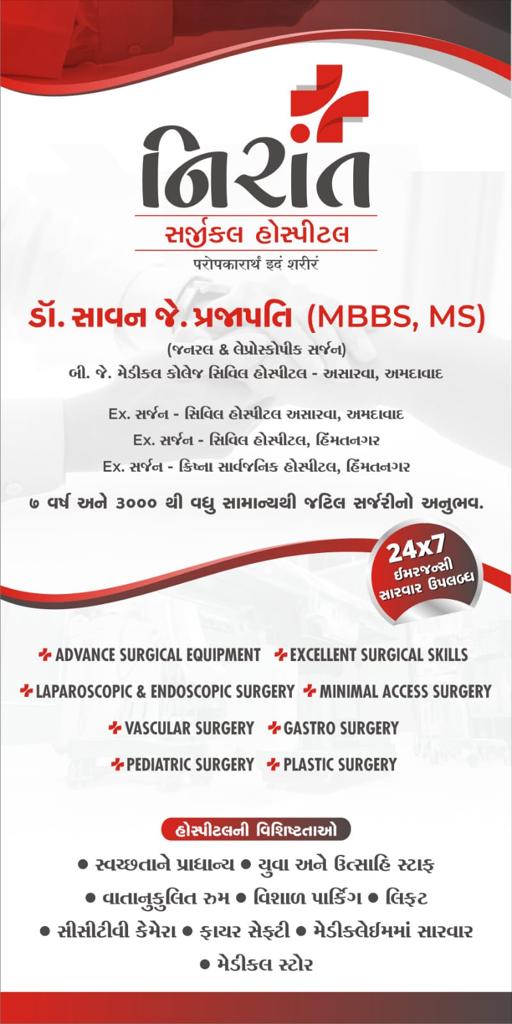 નિરાંત
સર્જીકલ હોસ્પીટલ
परोपकारार्थं इदं शरीरं
ડૉ. સાવન જે. પ્રજાપતિ (MBBS, MS)
(જનરલ & લેપ્રોસ્કોપીક સર્જન)
બી. જે. મેડીકલ કોલેજ સિવિલ હોસ્પીટલ - અસારવા, અમદાવાદ
Ex. સર્જન - સિવિલ હોસ્પીટલ અસારવા, અમદાવાદ
Ex. સર્જન - સિવિલ હોસ્પીટલ, હિંમતનગર
Ex. સર્જન - ક્રિષ્ના સાર્વજનિક હોસ્પીટલ, હિંમતનગર
૭ વર્ષ અને ૩૦૦૦ થી વધુ સામાન્યથી જટિલ સર્જરીનો અનુભવ.
24x7
ઈમરજન્સી
સારવાર ઉપલબ્ધ
ADVANCE SURGICAL EQUIPMENT EXCELLENT SURGICAL SKILLS
LAPAROSCOPIC & ENDOSCOPIC SURGERY MINIMAL ACCESS SURGERY
VASCULAR SURGERY GASTRO SURGERY
PEDIATRIC SURGERY PLASTIC SURGERY
હોસ્પીટલની વિશિષ્ટતાઓ
• સ્વચ્છતાને પ્રાધાન્ય • યુવા અને ઉત્સાહિ સ્ટાફ
• વાતાનુકુલિત રુમ • વિશાળ પાર્કિંગ • લિફ્ટ
• સીસીટીવી કેમેરા • ફાયર સેફ્ટી • મેડીક્લેઈમમાં સારવાર
• મેડીકલ સ્ટોર